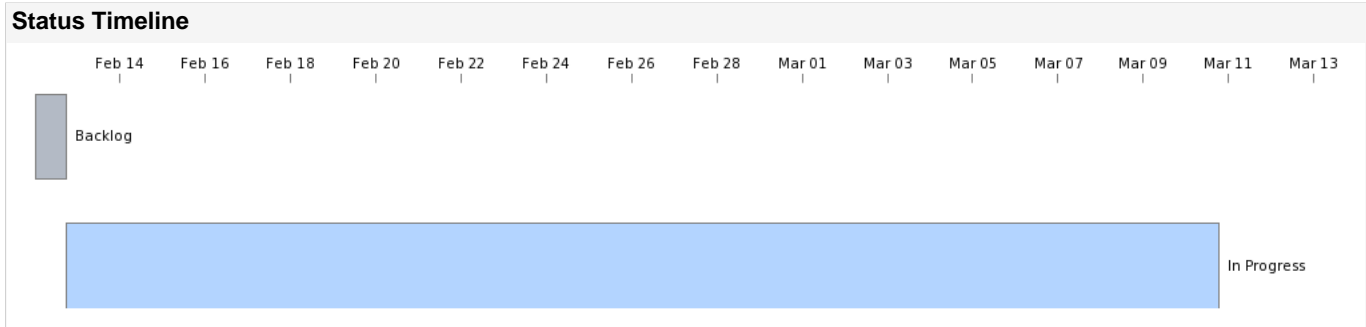 Status Timeline
Feb 14 Feb 16 Feb 18 Feb 20 Feb 22 Feb 24 Feb 26 Feb 28 Mar 01 Mar 03 Mar 05 Mar 07 Mar 09 Mar 11 Mar 13
Backlog
In Progress